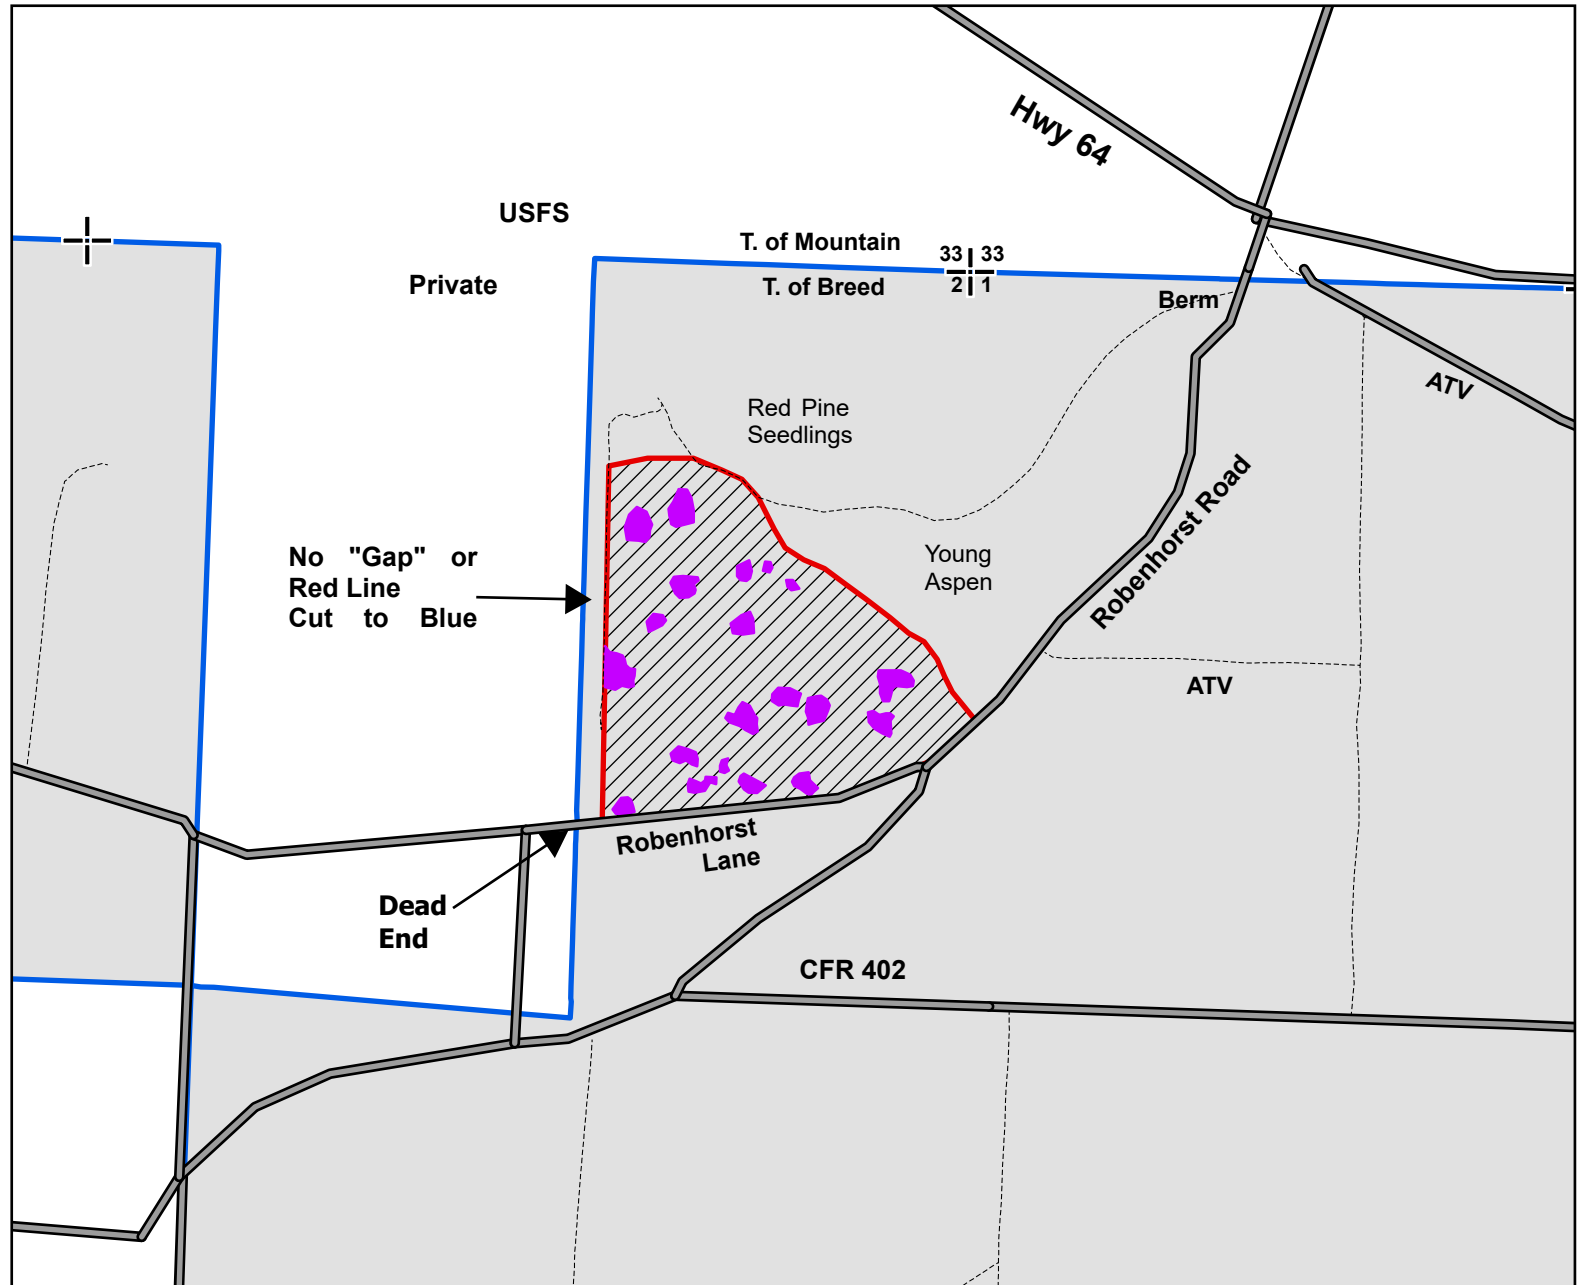 Hwy 64
USFS
T. of Mountain
33 33
Private
T. of Breed
2 1
Berm
ATV
Red Pine
Seedlings
Robenhorst Road
No "Gap" or
Red Line
Cut to Blue
Young
Aspen
ATV
Robenhorst
Lane
Dead
End
CFR 402